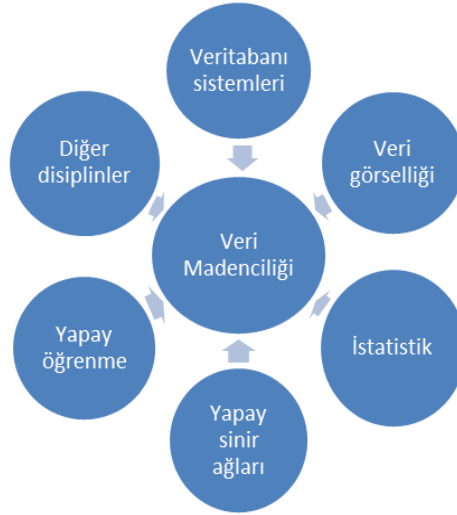 Veritabanı
sistemleri
Diğer
disiplinler
Veri
görselliği
Veri
Madenciliği
Yapay
öğrenme
İstatistik
Yapay
sinir
ağları